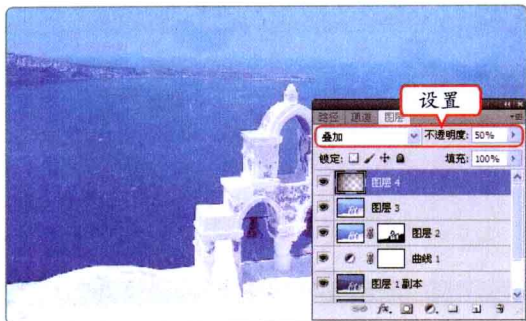 设置
路径 通道 图层
叠加 不透明度: 50%
锁定: 填充: 100%
图层 4
图层 3
图层 2
曲线 1
图层 1 副本
fx.